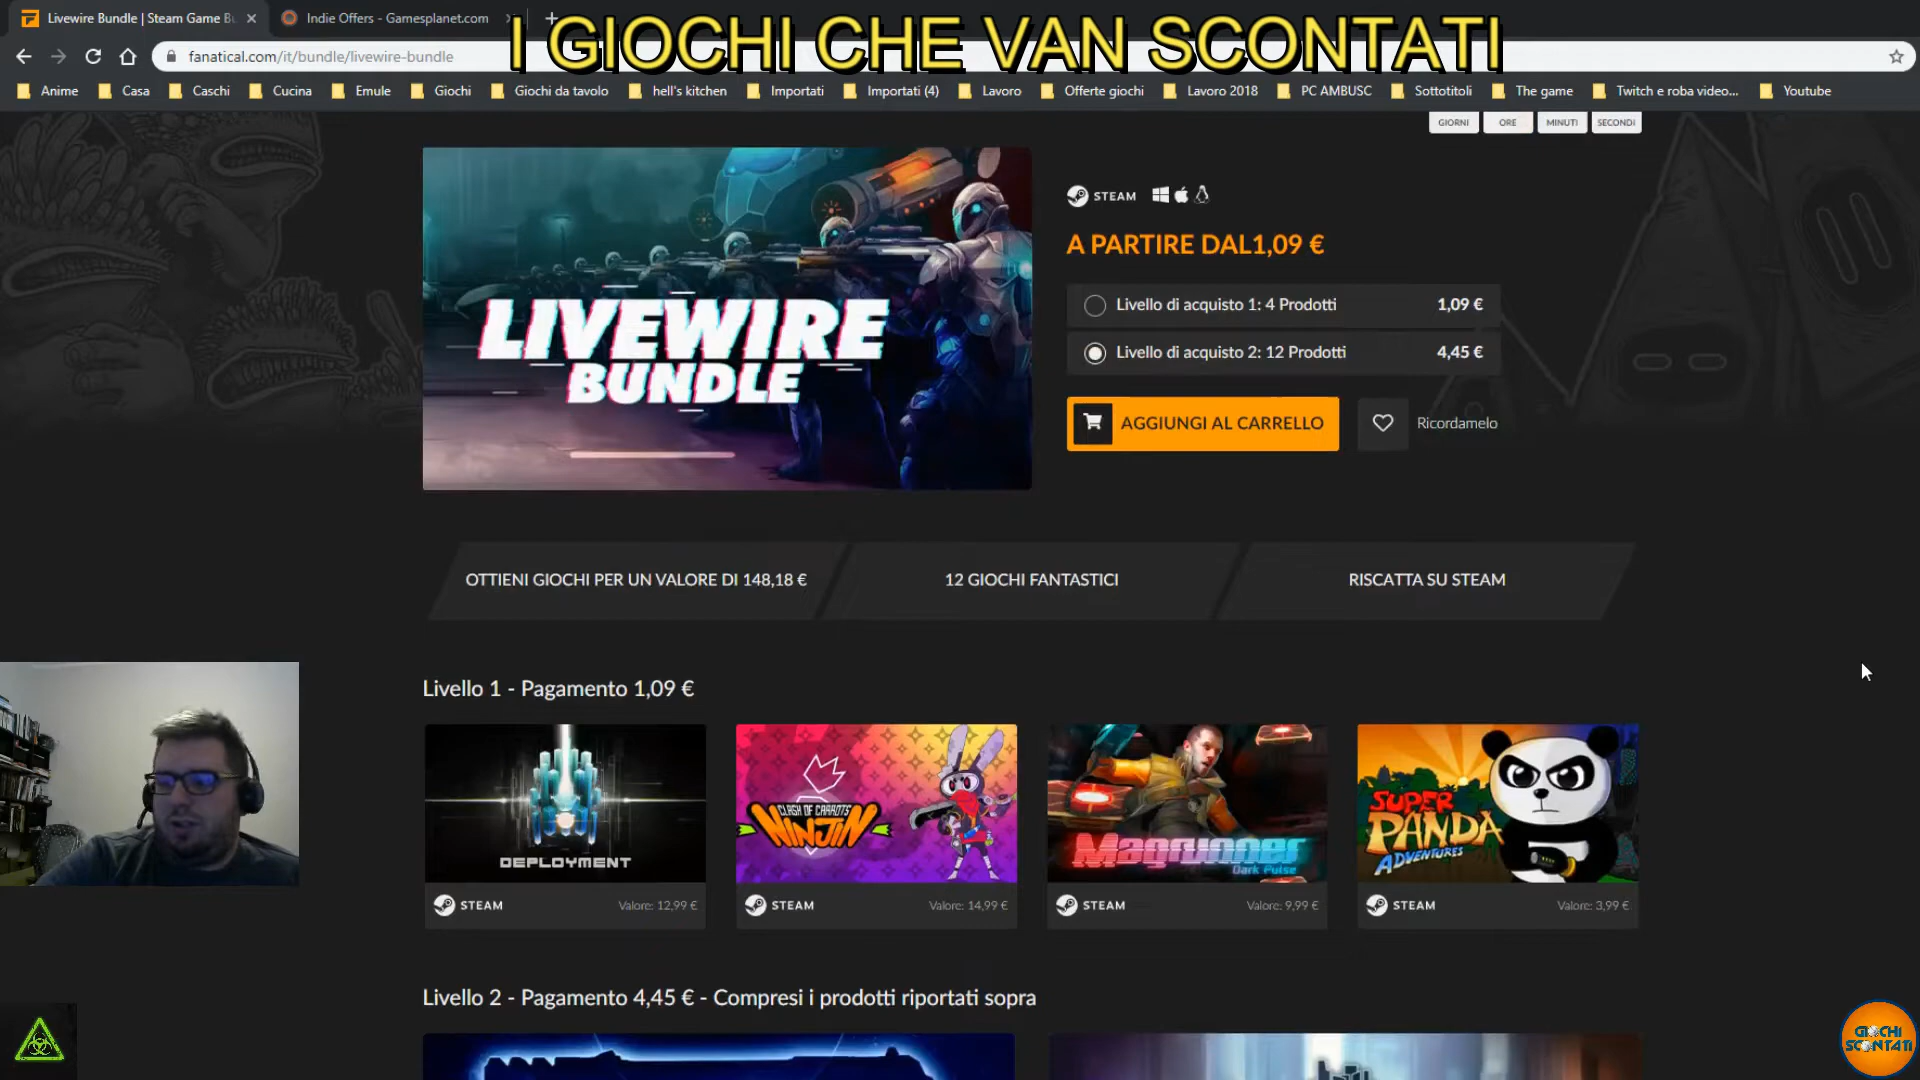 Livewire Bundle | Steam Game Bu
Indie Offers - Gamesplanet.com
I GIOCHI CHE VAN SCONTATI
fanatical.com/it/bundle/livewire-bundle
Anime
Casa
Caschi
Cucina
Emule
Giochi
Giochi da tavolo
hell's kitchen
Importati
Importati (4)
Lavoro
Offerte giochi
Lavoro 2018
PC AMBUSC
Sottotitoli
The game
Twitch e roba video...
Youtube
GIORNI
ORE
MINUTI
SECONDI
LIVEWIRE
BUNDLE
STEAM
A PARTIRE DAL1,09 €
Livello di acquisto 1: 4 Prodotti 1,09 €
Livello di acquisto 2: 12 Prodotti 4,45 €
AGGIUNGI AL CARRELLO
Ricordamelo
OTTIENI GIOCHI PER UN VALORE DI 148,18 €
12 GIOCHI FANTASTICI
RISCATTA SU STEAM
Livello 1 - Pagamento 1,09 €
DEPLOYMENT
STEAM Valore: 12,99 €
CLASH OF CARROTS
NINJIN
STEAM Valore: 14,99 €
Magrunner
Dark Pulse
STEAM Valore: 9,99 €
SUPER
PANDA
ADVENTURES
STEAM Valore: 3,99 €
Livello 2 - Pagamento 4,45 € - Compresi i prodotti riportati sopra
GIOCHI
SCONTATI